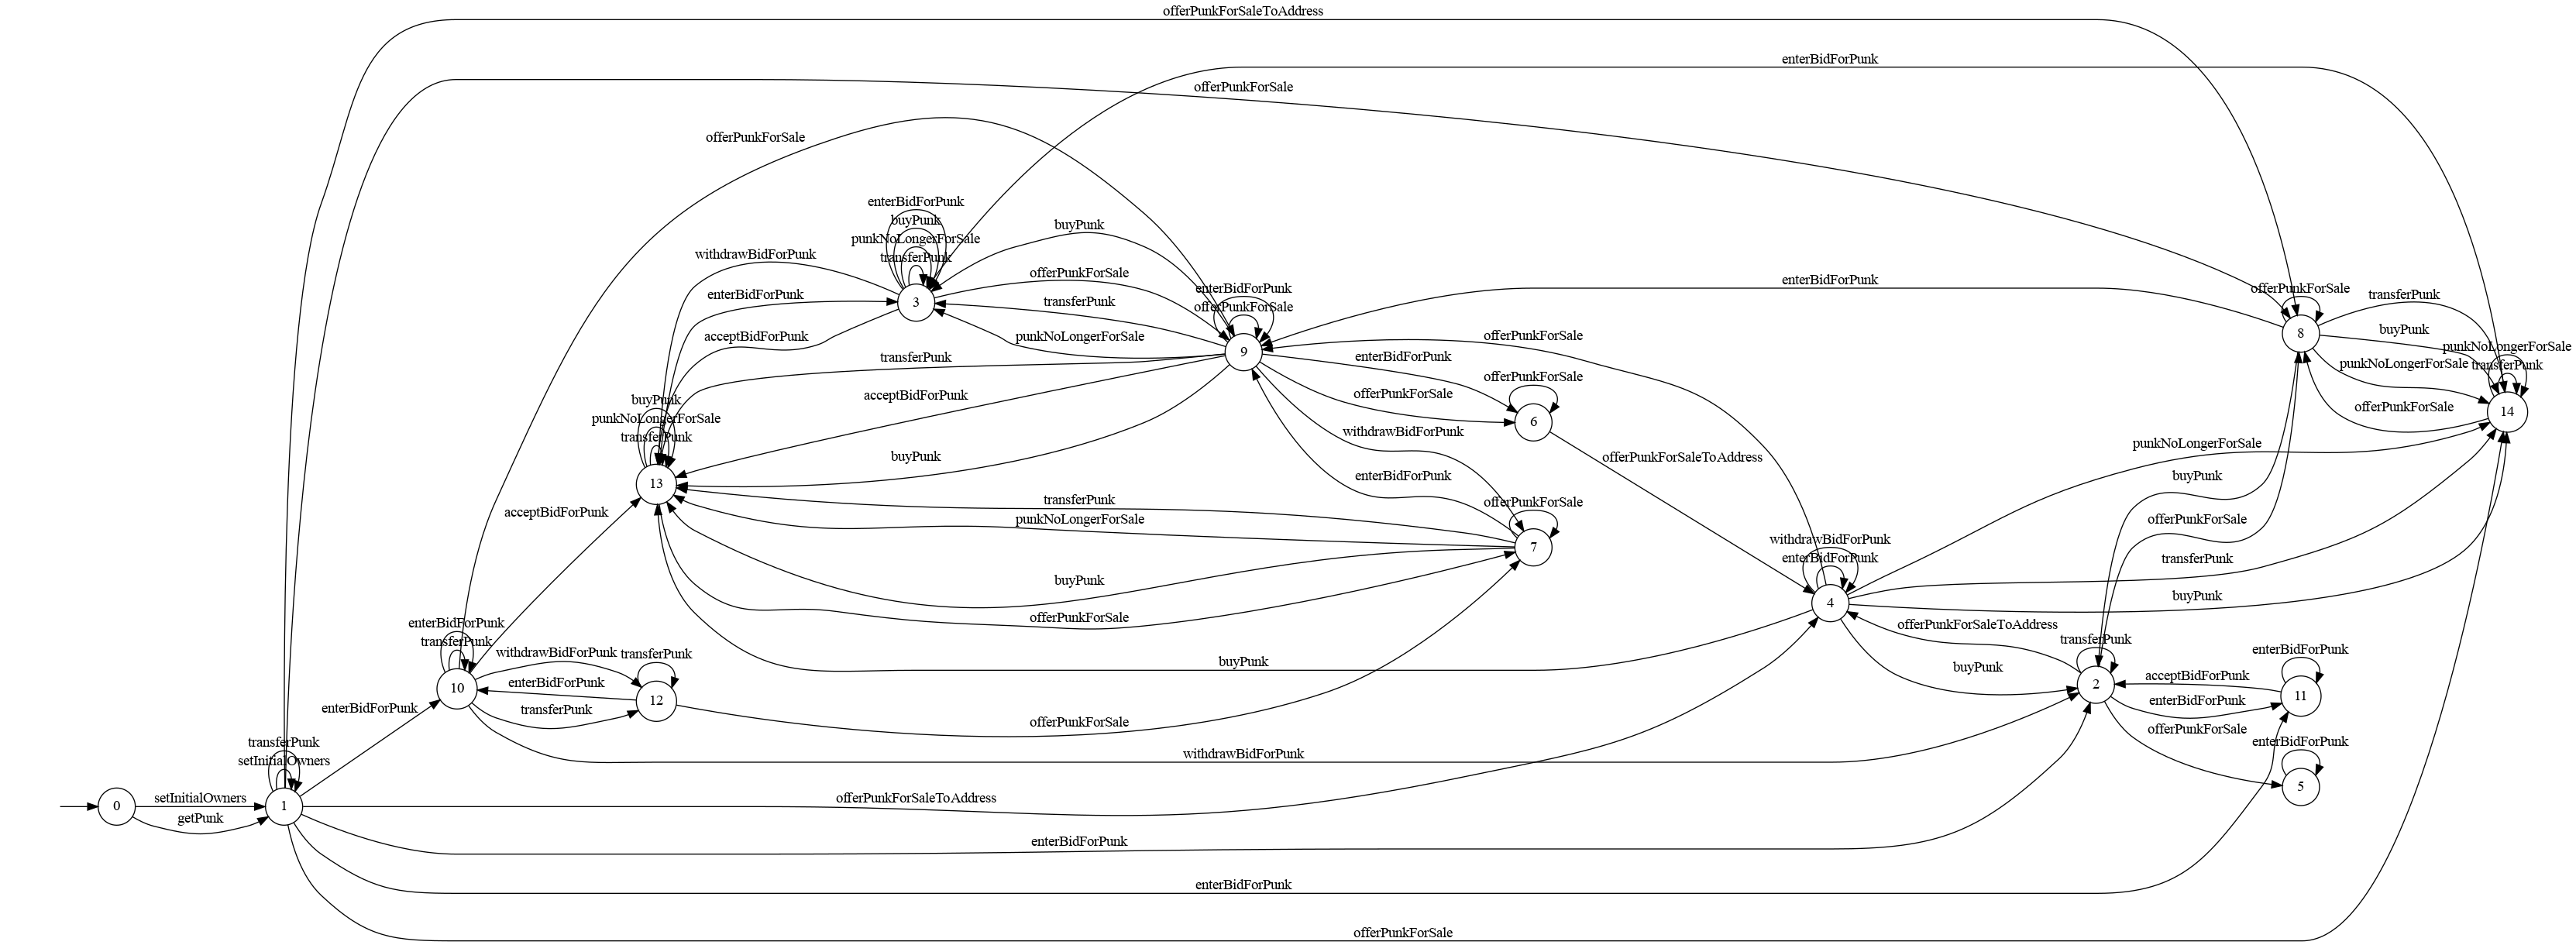 offerPunkForSaleToAddress
enterBidForPunk
offerPunkForSale
offerPunkForSale
enterBidForPunk
buyPunk
punkNoLongerForSale
transferPunk
3
withdrawBidForPunk
enterBidForPunk
acceptBidForPunk
buyPunk
offerPunkForSale
transferPunk
punkNoLongerForSale
transferPunk
acceptBidForPunk
buyPunk
enterBidForPunk
offerPunkForSale
9
enterBidForPunk
offerPunkForSale
withdrawBidForPunk
enterBidForPunk
offerPunkForSale
6
offerPunkForSale
7
offerPunkForSale
offerPunkForSaleToAddress
enterBidForPunk
offerPunkForSale
8
transferPunk
buyPunk
punkNoLongerForSale
offerPunkForSale
punkNoLongerForSale
transferPunk
14
buyPunk
punkNoLongerForSale
transferPunk
13
acceptBidForPunk
transferPunk
punkNoLongerForSale
buyPunk
offerPunkForSale
buyPunk
withdrawBidForPunk
enterBidForPunk
4
punkNoLongerForSale
transferPunk
buyPunk
buyPunk
offerPunkForSale
offerPunkForSaleToAddress
buyPunk
transferPunk
2
acceptBidForPunk
enterBidForPunk
offerPunkForSale
enterBidForPunk
11
enterBidForPunk
5
enterBidForPunk
transferPunk
10
withdrawBidForPunk
enterBidForPunk
transferPunk
transferPunk
12
offerPunkForSale
withdrawBidForPunk
enterBidForPunk
transferPunk
setInitialOwners
0
setInitialOwners
getPunk
1
offerPunkForSaleToAddress
enterBidForPunk
enterBidForPunk
offerPunkForSale